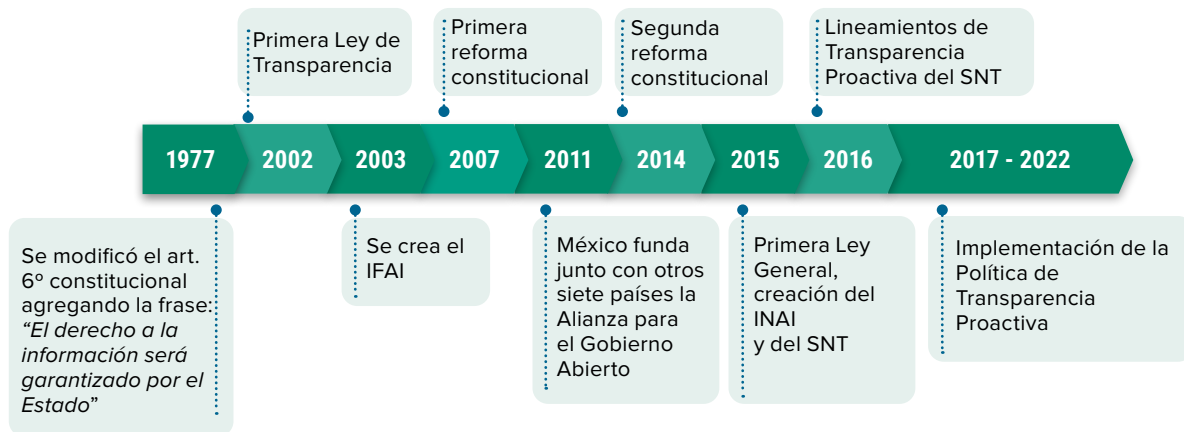 Primera Ley de
Transparencia
Primera
reforma
constitucional
Segunda
reforma
constitucional
Lineamientos de
Transparencia
Proactiva del SNT
1977
2002
2003
2007
2011
2014
2015
2016
2017 - 2022
Se modificó el art.
6º constitucional
agregando la frase:
“El derecho a la
información será
garantizado por el
Estado”
Se crea el
IFAI
México funda
junto con otros
siete países la
Alianza para
el Gobierno
Abierto
Primera Ley
General,
creación del
INAI
y del SNT
Implementación de la
Política de
Transparencia
Proactiva